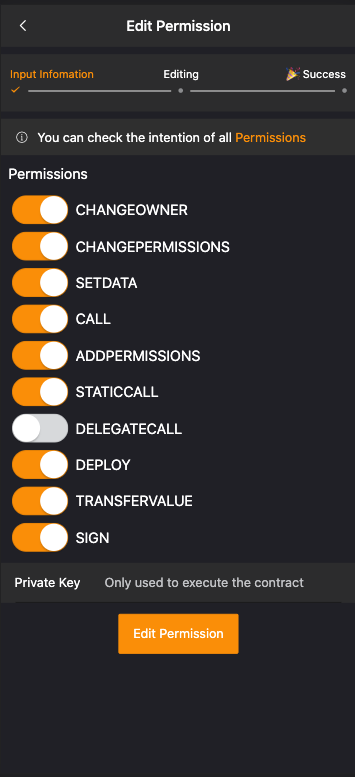 Edit Permission
Input Infomation
Editing
🎉 Success
You can check the intention of all Permissions
Permissions
CHANGEOWNER
CHANGEPERMISSIONS
SETDATA
CALL
ADDPERMISSIONS
STATICCALL
DELEGATECALL
DEPLOY
TRANSFERVALUE
SIGN
Private Key Only used to execute the contract
Edit Permission